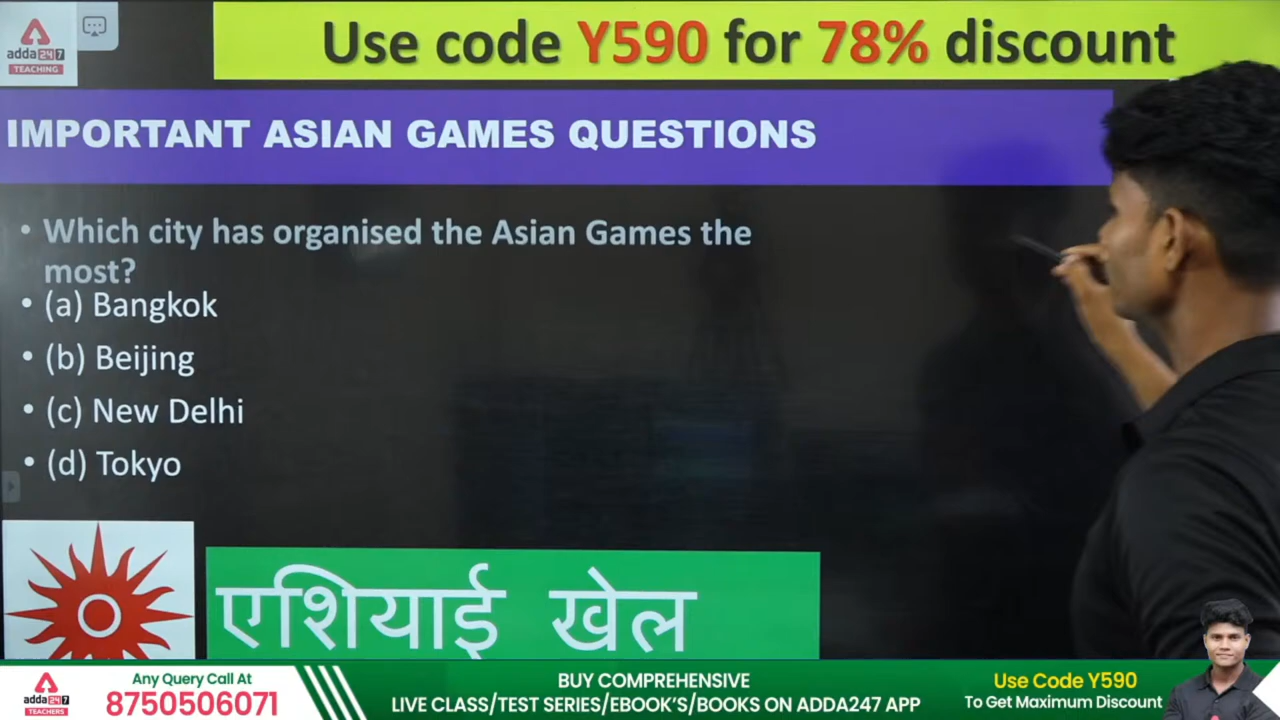 adda247
TEACHING
Use code Y590 for 78% discount
IMPORTANT ASIAN GAMES QUESTIONS
• Which city has organised the Asian Games the
most?
• (a) Bangkok
• (b) Beijing
• (c) New Delhi
• (d) Tokyo
एशियाई खेल
adda247
TEACHERS
Any Query Call At
8750506071
BUY COMPREHENSIVE
LIVE CLASS/TEST SERIES/EBOOK'S/BOOKS ON ADDA247 APP
Use Code Y590
To Get Maximum Discount